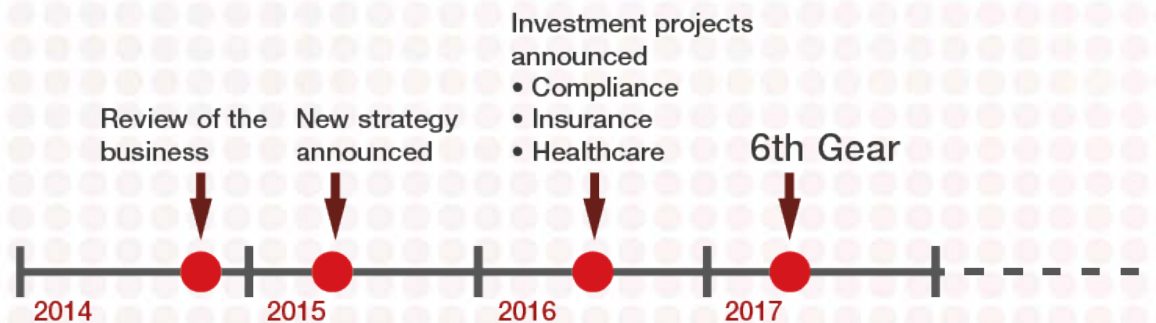 Investment projects
announced
• Compliance
• Insurance
• Healthcare
Review of the
business
New strategy
announced
6th Gear
2014
2015
2016
2017